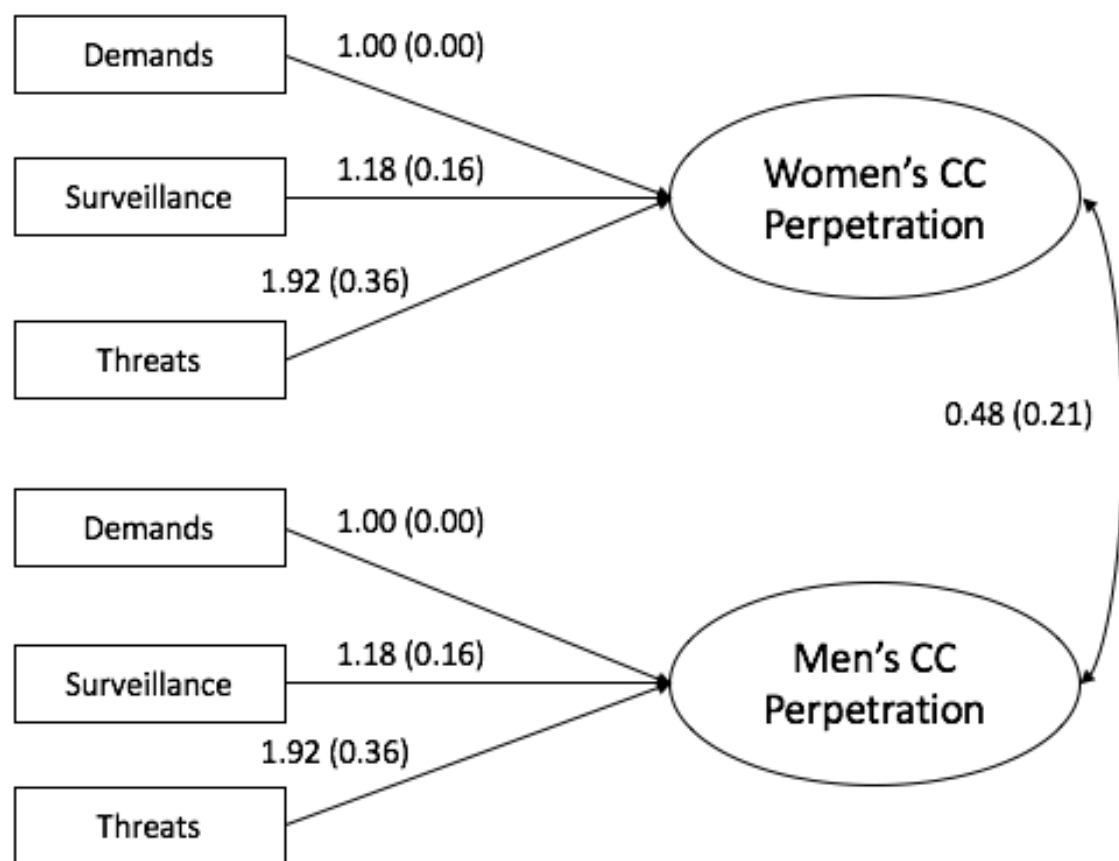 Demands
1.00 (0.00)
Surveillance
1.18 (0.16)
Women's CC
Perpetration
1.92 (0.36)
Threats
0.48 (0.21)
Demands
1.00 (0.00)
Surveillance
1.18 (0.16)
Men's CC
Perpetration
1.92 (0.36)
Threats